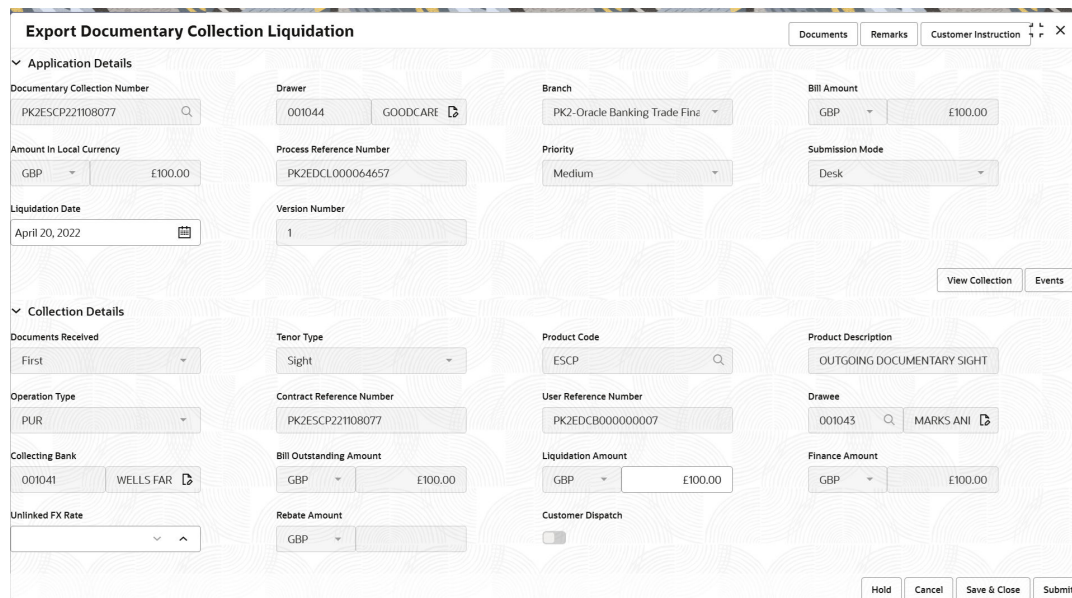 Export Documentary Collection Liquidation
Documents Remarks Customer Instruction
Application Details
Documentary Collection Number Drawer Branch Bill Amount
PK2ESCP221108077 001044 GOODCARE PK2-Oracle Banking Trade Fina GBP £100.00
Amount In Local Currency Process Reference Number Priority Submission Mode
GBP £100.00 PK2EDCL000064657 Medium Desk
Liquidation Date Version Number
April 20, 2022 1
View Collection Events
Collection Details
Documents Received Tenor Type Product Code Product Description
First Sight ESCP OUTGOING DOCUMENTARY SIGHT
Operation Type Contract Reference Number User Reference Number Drawee
PUR PK2ESCP221108077 PK2EDCB000000007 001043 MARKS ANI
Collecting Bank Bill Outstanding Amount Liquidation Amount Finance Amount
001041 WELLS FAR GBP £100.00 GBP £100.00 GBP £100.00
Unlinked FX Rate Rebate Amount Customer Dispatch
GBP
Hold Cancel Save & Close Submit